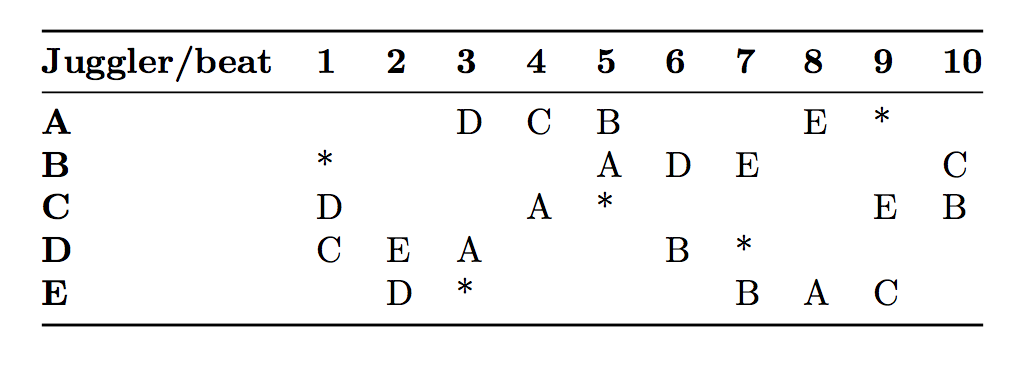 Juggler/beat 1 2 3 4 5 6 7 8 9 10
A D C B E *
B * A D E C
C D A * E B
D C E A B *
E D * B A C